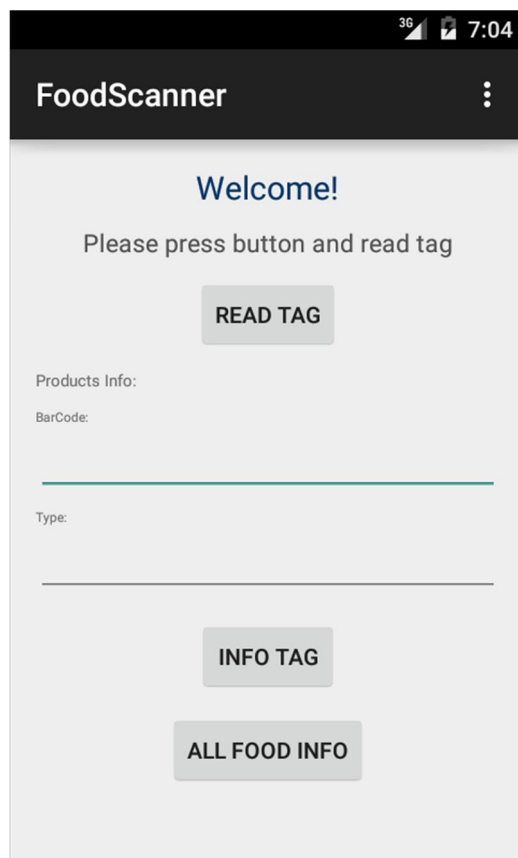 3G 7:04
FoodScanner
Welcome!
Please press button and read tag
READ TAG
Products Info:
BarCode:
Type:
INFO TAG
ALL FOOD INFO